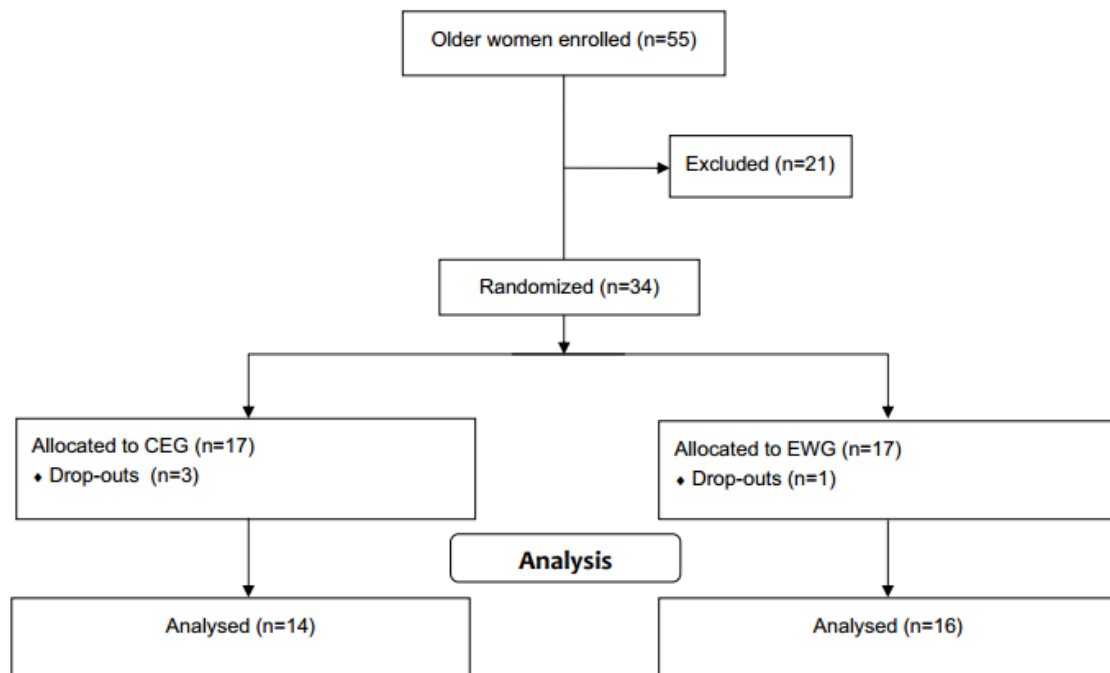 Older women enrolled (n=55)
Excluded (n=21)
Randomized (n=34)
Allocated to CEG (n=17)
♦ Drop-outs (n=3)
Allocated to EWG (n=17)
♦ Drop-outs (n=1)
Analysis
Analysed (n=14)
Analysed (n=16)